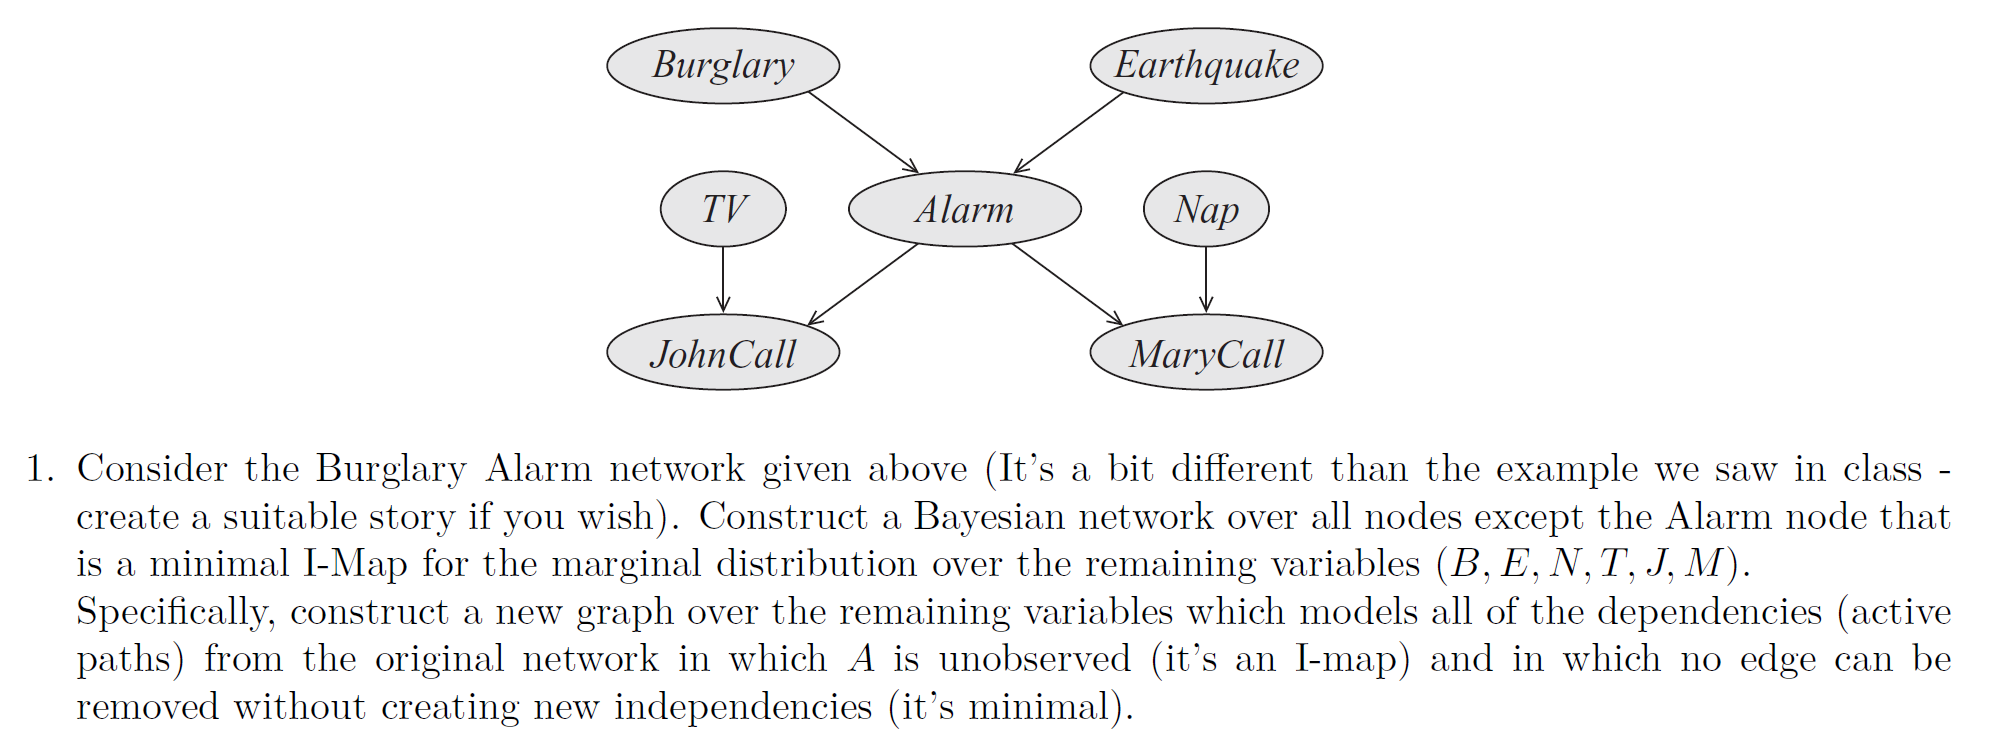 Burglary Earthquake
TV Alarm Nap
JohnCall MaryCall
1. Consider the Burglary Alarm network given above (It's a bit different than the example we saw in class -
create a suitable story if you wish). Construct a Bayesian network over all nodes except the Alarm node that
is a minimal I-Map for the marginal distribution over the remaining variables (B, E, N, T, J, M).
Specifically, construct a new graph over the remaining variables which models all of the dependencies (active
paths) from the original network in which A is unobserved (it's an I-map) and in which no edge can be
removed without creating new independencies (it's minimal).